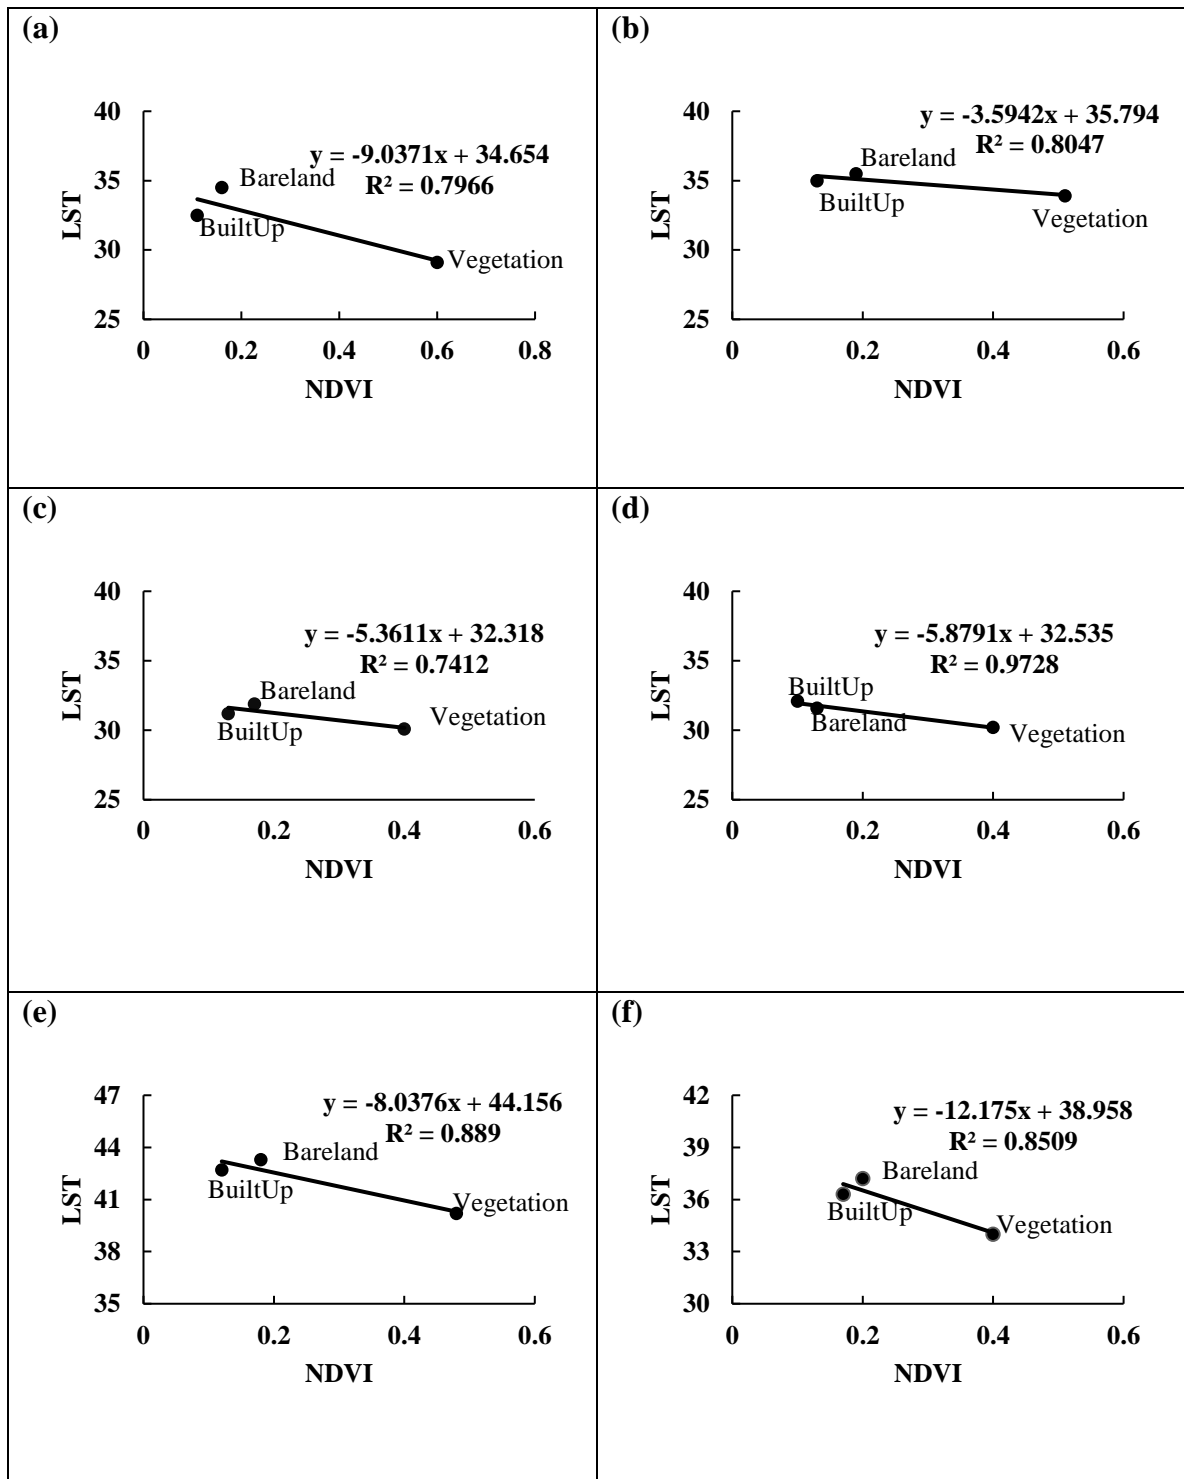 (a)
40
35
30
25
LST
y = -9.0371x + 34.654
R² = 0.7966
Bareland
BuiltUp
Vegetation
0 0.2 0.4 0.6 0.8
NDVI
(b)
40
35
30
25
LST
y = -3.5942x + 35.794
R² = 0.8047
Bareland
BuiltUp
Vegetation
0 0.2 0.4 0.6
NDVI
(c)
40
35
30
25
LST
y = -5.3611x + 32.318
R² = 0.7412
Bareland
BuiltUp
Vegetation
0 0.2 0.4 0.6
NDVI
(d)
40
35
30
25
LST
y = -5.8791x + 32.535
R² = 0.9728
BuiltUp
Bareland
Vegetation
0 0.2 0.4 0.6
NDVI
(e)
47
44
41
38
35
LST
y = -8.0376x + 44.156
R² = 0.889
Bareland
BuiltUp
Vegetation
0 0.2 0.4 0.6
NDVI
(f)
42
39
36
33
30
LST
y = -12.175x + 38.958
R² = 0.8509
Bareland
BuiltUp
Vegetation
0 0.2 0.4 0.6
NDVI